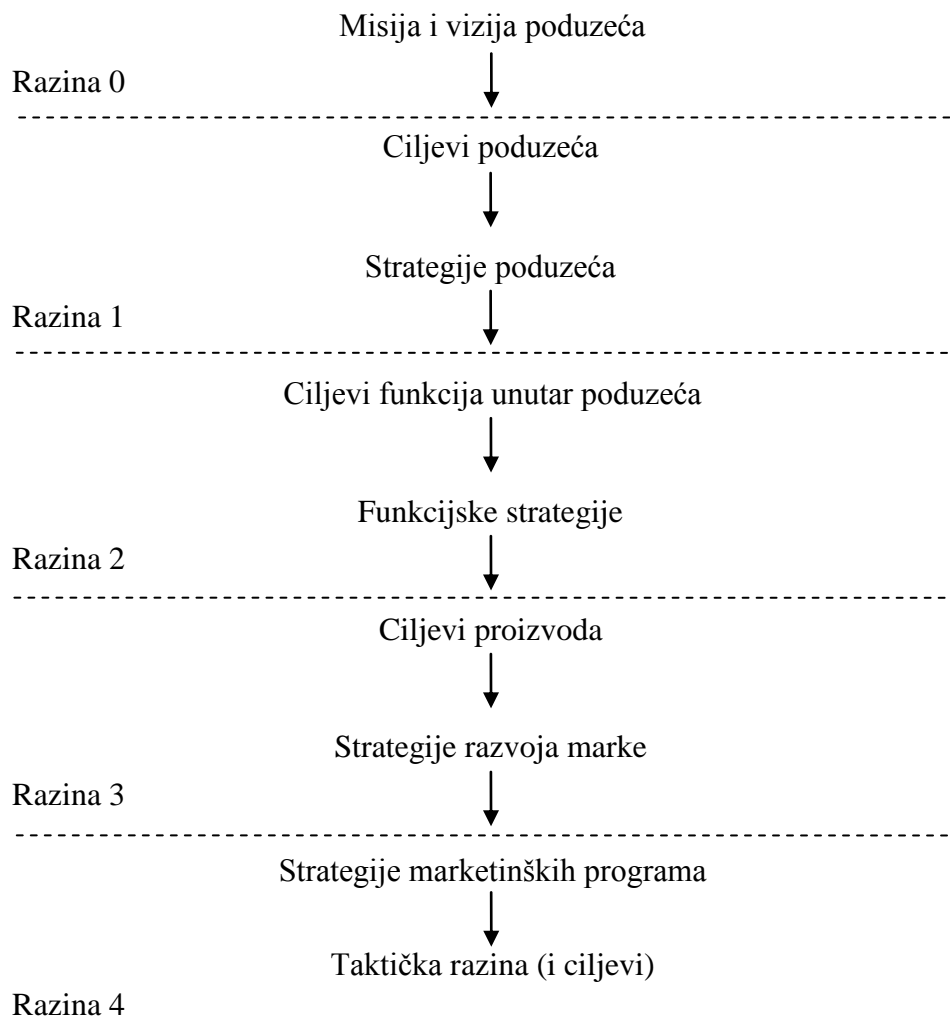 Misija i vizija poduzeća
Razina 0
Ciljevi poduzeća
Strategije poduzeća
Razina 1
Ciljevi funkcija unutar poduzeća
Funkcijske strategije
Razina 2
Ciljevi proizvoda
Strategije razvoja marke
Razina 3
Strategije marketinških programa
Taktička razina (i ciljevi)
Razina 4